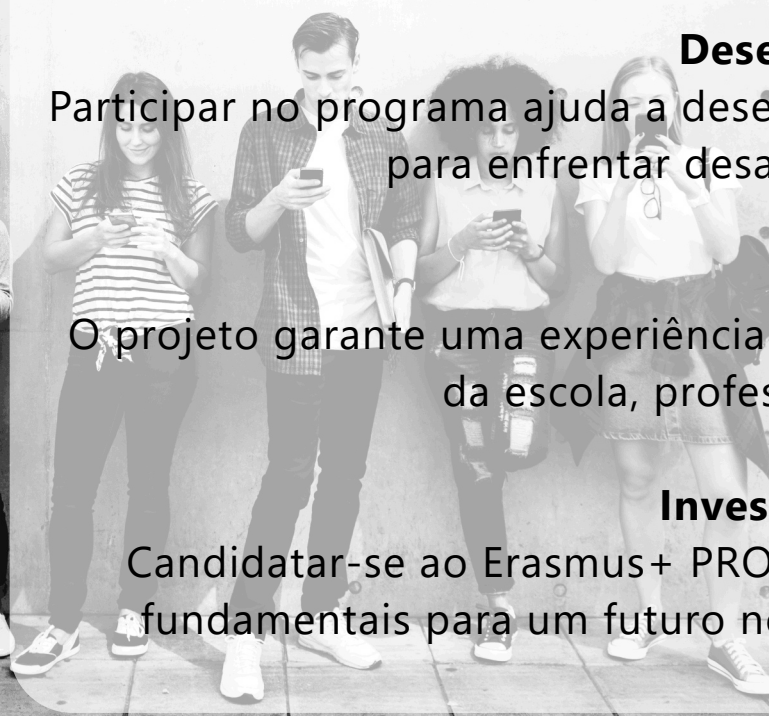 Dese
Participar no programa ajuda a dese
para enfrentar desa
O projeto garante uma experiência
da escola, profes
Inves
Candidatar-se ao Erasmus+ PRO
fundamentais para um futuro n